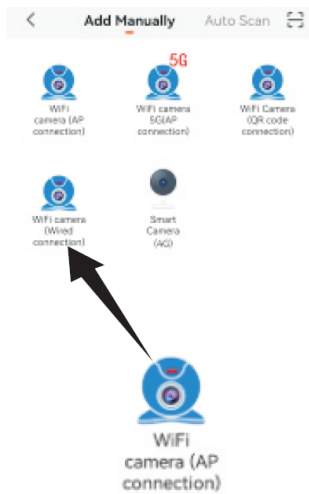 Add Manually Auto Scan
5G
WiFi camera (AP connection)
WiFi camera 5G(AP connection)
WiFi Camera (QR code connection)
WiFi camera (Wired connection)
Smart Camera (4G)
WiFi
camera (AP
connection)